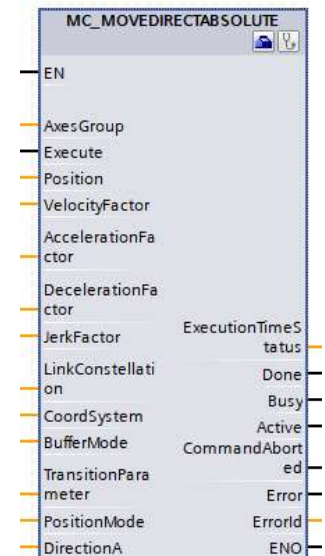 MC_MOVEDIRECTABSOLUTE
EN
AxesGroup
Execute
Position
VelocityFactor
AccelerationFa
ctor
DecelerationFa
ctor
JerkFactor
LinkConstellati
on
CoordSystem
BufferMode
TransitionPara
meter
PositionMode
DirectionA
ExecutionTimeS
tatus
Done
Busy
Active
CommandAbort
ed
Error
ErrorId
ENO